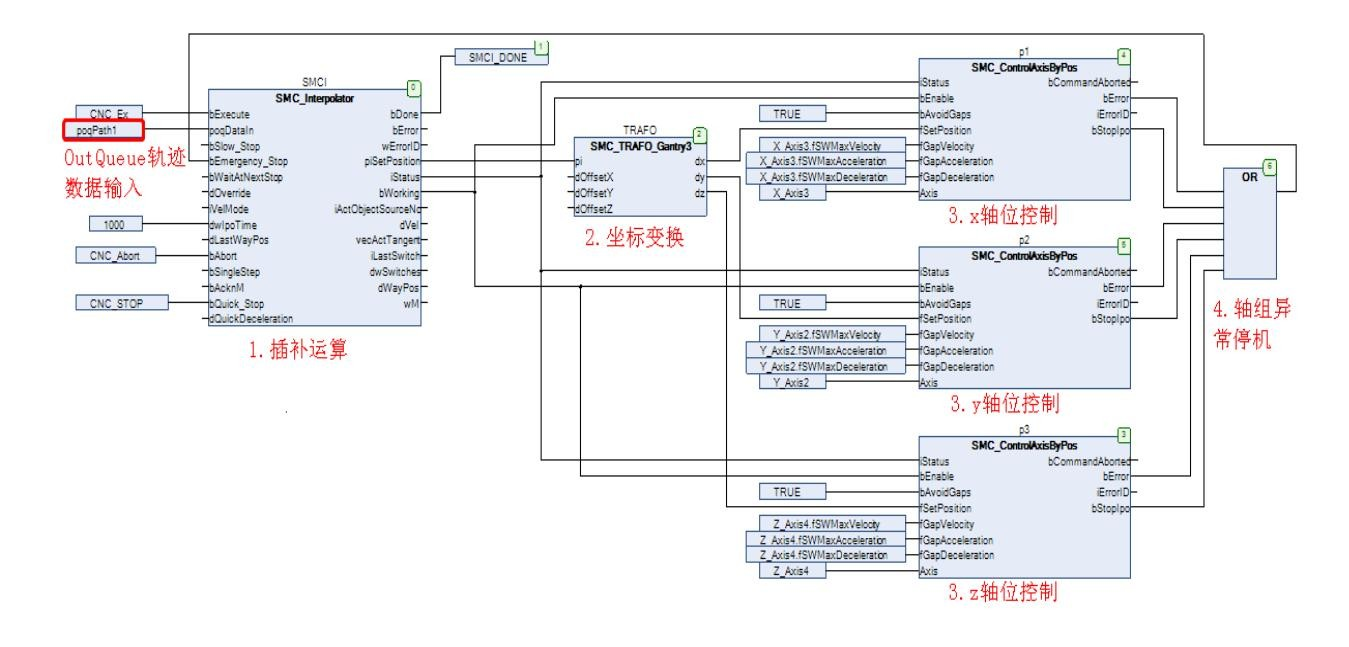 SMCI
0
SMC_Interpolator
CNC_Ex
bExecute
bDone
poqPath1
poqDataIn
bError
bSlow_Stop
wErrorID
bEmergency_Stop
piSetPosition
bWaitAtNextStop
iStatus
dOverride
bWorking
iVelMode
iActObjectSourceNo
1000
dwIpoTime
dVel
dLastWayPos
vecActTangent
CNC_Abort
bAbort
iLastSwitch
bSingleStep
dwSwitches
bAcknM
dWayPos
CNC_STOP
bQuick_Stop
wM
dQuickDeceleration
OutQueue轨迹
数据输入
1.插补运算
SMCI_DONE
1
TRAFO
2
SMC_TRAFO_Gantry3
pi
dx
dOffsetX
dy
dOffsetY
dz
dOffsetZ
2.坐标变换
p1
4
SMC_ControlAxisByPos
iStatus
bCommandAborted
bEnable
bError
TRUE
bAvoidGaps
iErrorID
fSetPosition
bStopIpo
X_Axis3.fSWMaxVelocity
fGapVelocity
X_Axis3.fSWMaxAcceleration
fGapAcceleration
X_Axis3.fSWMaxDeceleration
fGapDeceleration
X_Axis3
Axis
3.x轴位控制
p2
5
SMC_ControlAxisByPos
iStatus
bCommandAborted
bEnable
bError
TRUE
bAvoidGaps
iErrorID
fSetPosition
bStopIpo
Y_Axis2.fSWMaxVelocity
fGapVelocity
Y_Axis2.fSWMaxAcceleration
fGapAcceleration
Y_Axis2.fSWMaxDeceleration
fGapDeceleration
Y_Axis2
Axis
3.y轴位控制
p3
3
SMC_ControlAxisByPos
iStatus
bCommandAborted
bEnable
bError
TRUE
bAvoidGaps
iErrorID
fSetPosition
bStopIpo
Z_Axis4.fSWMaxVelocity
fGapVelocity
Z_Axis4.fSWMaxAcceleration
fGapAcceleration
Z_Axis4.fSWMaxDeceleration
fGapDeceleration
Z_Axis4
Axis
3.z轴位控制
6
OR
4.轴组异
常停机